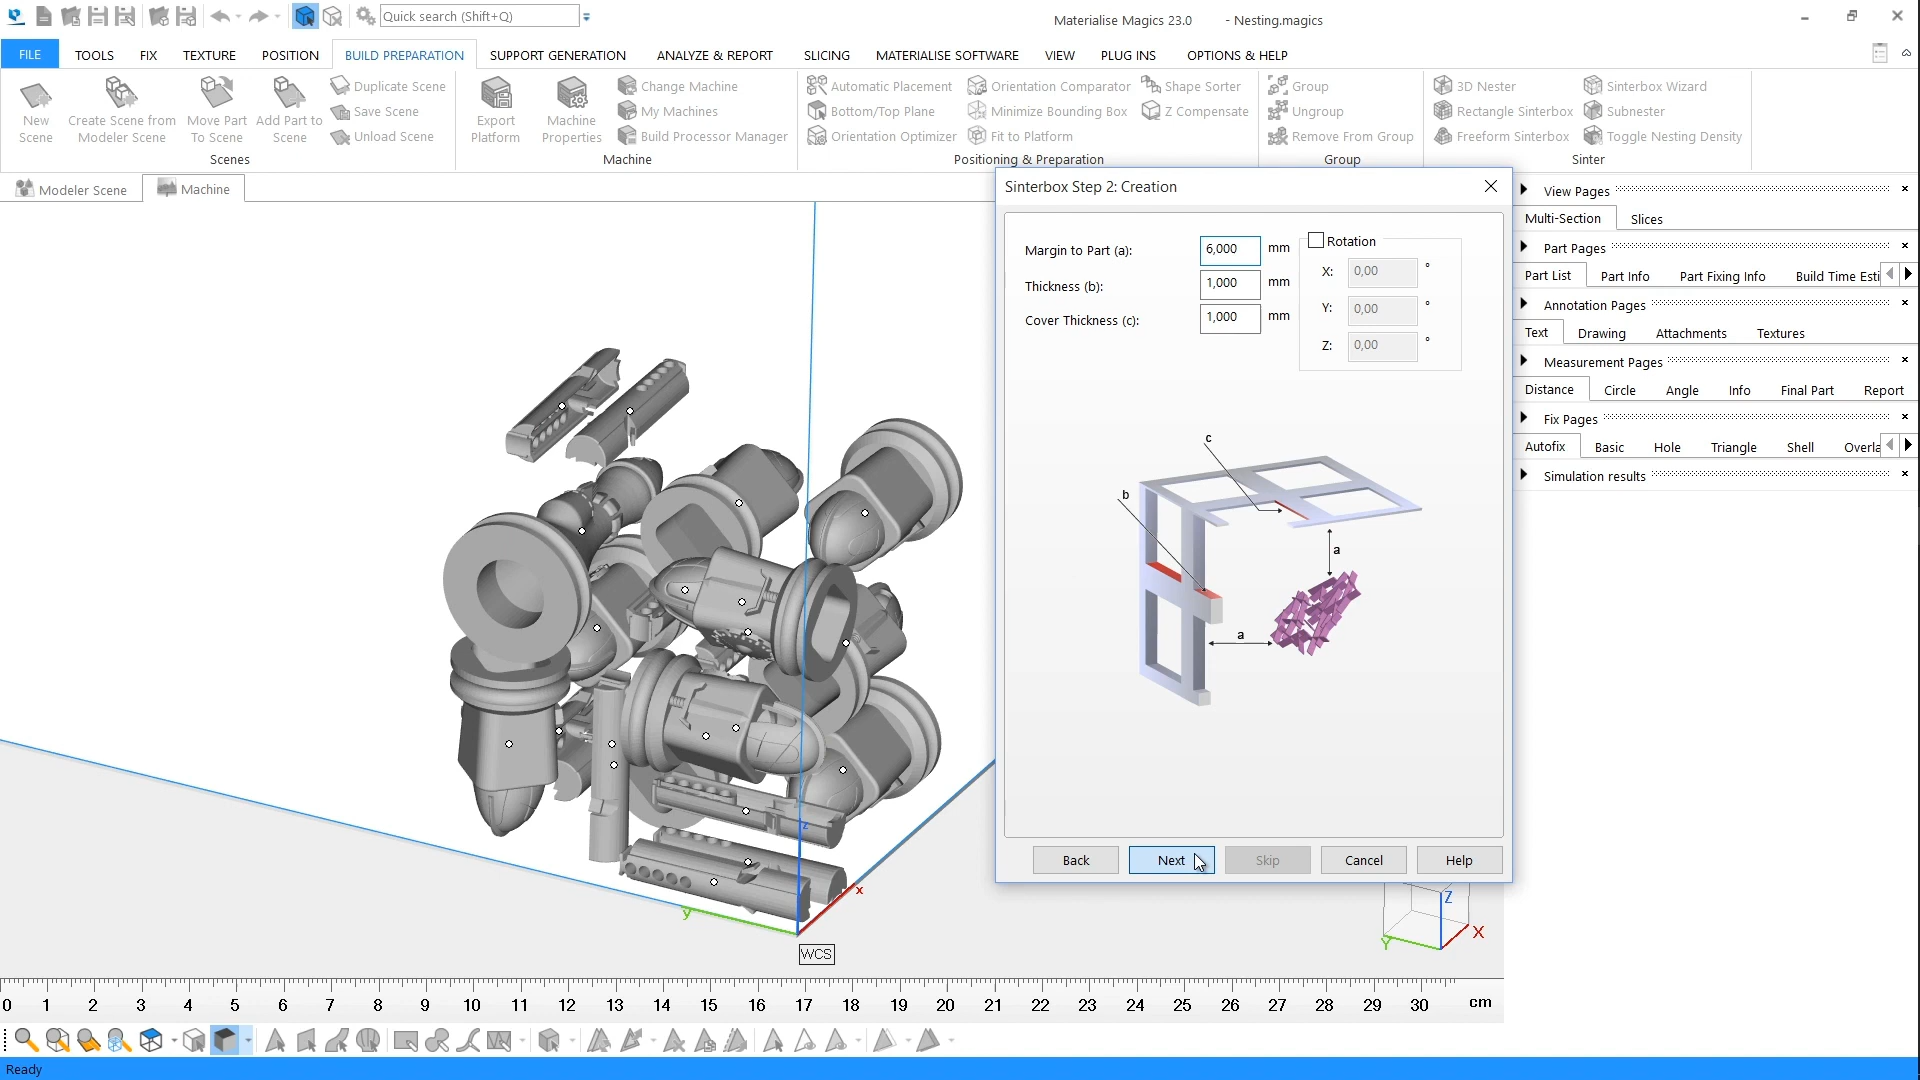 Quick search (Shift+Q)
Materialise Magics 23.0 - Nesting.magics
FILE TOOLS FIX TEXTURE POSITION BUILD PREPARATION SUPPORT GENERATION ANALYZE & REPORT SLICING MATERIALISE SOFTWARE VIEW PLUG INS OPTIONS & HELP
New Scene
Create Scene from Modeler Scene
Move Part To Scene
Add Part to Scene
Duplicate Scene
Save Scene
Unload Scene
Scenes
Export Platform
Machine Properties
Change Machine
My Machines
Build Processor Manager
Machine
Automatic Placement
Bottom/Top Plane
Orientation Optimizer
Orientation Comparator
Minimize Bounding Box
Fit to Platform
Shape Sorter
Z Compensate
Positioning & Preparation
Group
Ungroup
Remove From Group
Group
3D Nester
Rectangle Sinterbox
Freeform Sinterbox
Sinterbox Wizard
Subnester
Toggle Nesting Density
Sinter
Modeler Scene
Machine
Sinterbox Step 2: Creation
Margin to Part (a): 6,000 mm
Thickness (b): 1,000 mm
Cover Thickness (c): 1,000 mm
Rotation
X: 0,00 °
Y: 0,00 °
Z: 0,00 °
c
b
a
a
Back Next Skip Cancel Help
View Pages
Multi-Section Slices
Part Pages
Part List Part Info Part Fixing Info Build Time Esti
Annotation Pages
Text Drawing Attachments Textures
Measurement Pages
Distance Circle Angle Info Final Part Report
Fix Pages
Autofix Basic Hole Triangle Shell Overla
Simulation results
z
x
y
WCS
Z
X
Y
0 1 2 3 4 5 6 7 8 9 10 11 12 13 14 15 16 17 18 19 20 21 22 23 24 25 26 27 28 29 30 cm
Ready